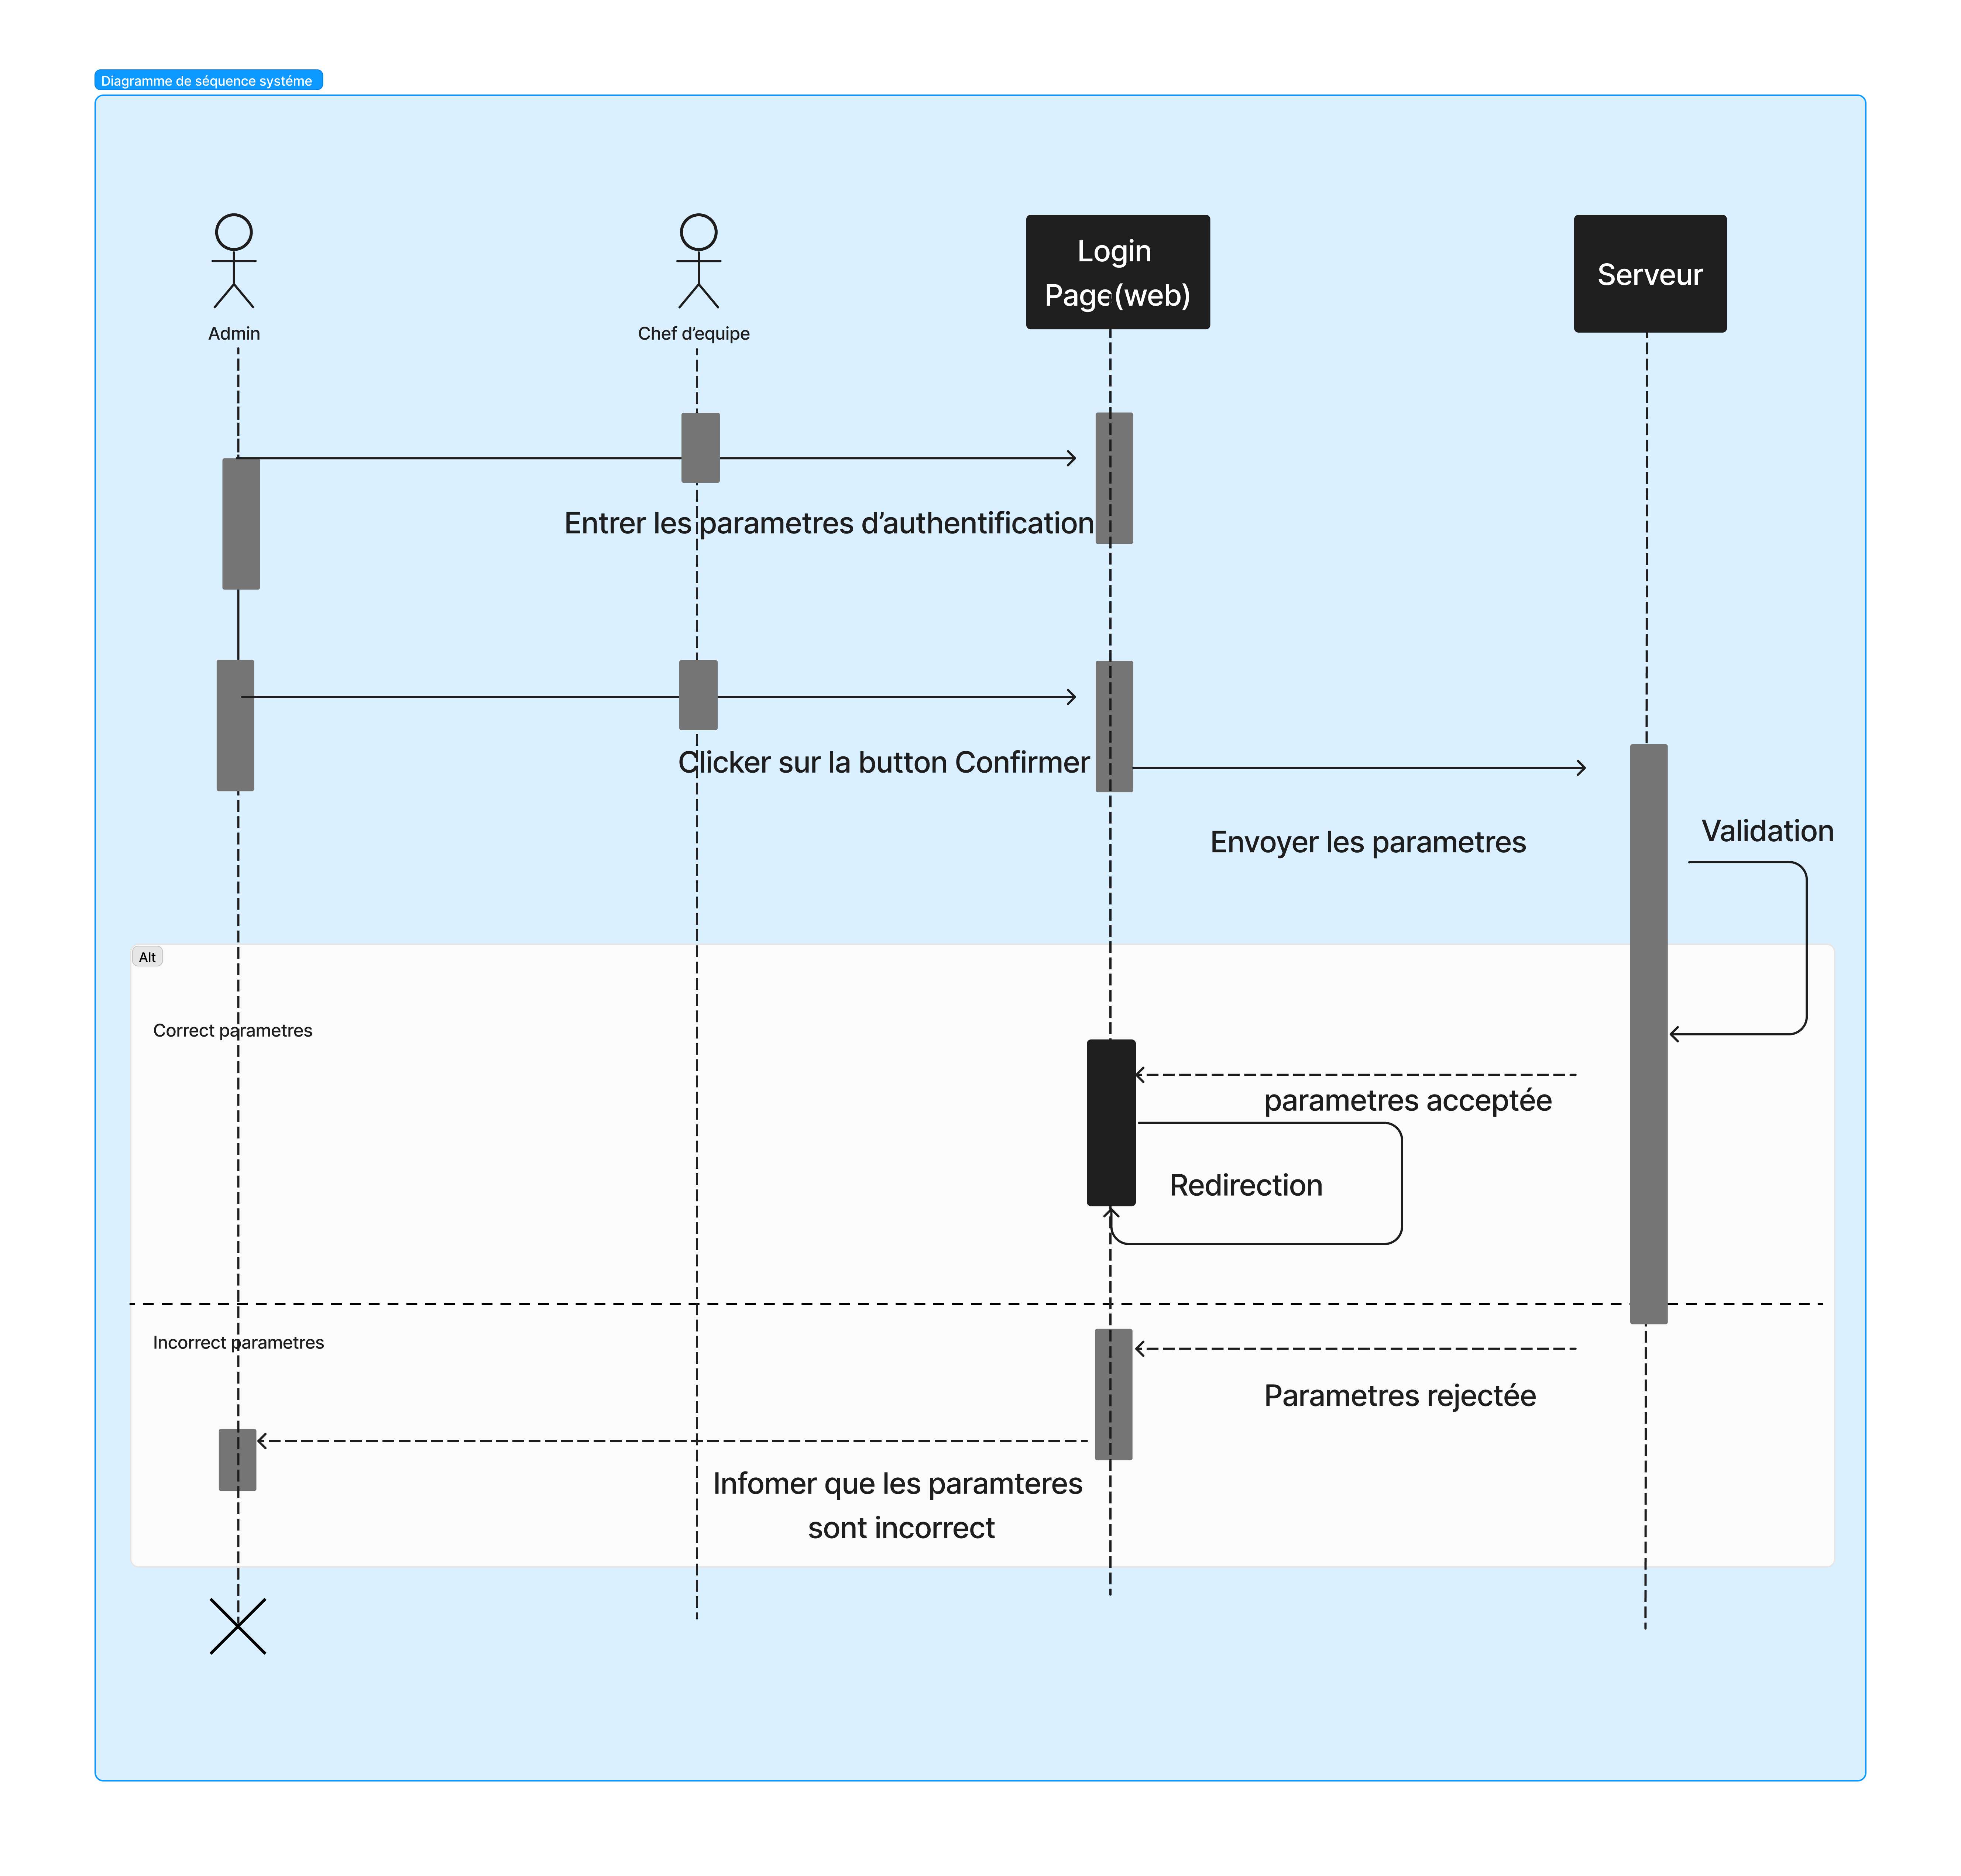 Diagramme de séquence systéme
Admin
Chef d’equipe
Login
Page(web)
Serveur
Entrer les parametres d’authentification
Clicker sur la button Confirmer
Envoyer les parametres
Validation
Alt
Correct parametres
parametres acceptée
Redirection
Incorrect parametres
Parametres rejectée
Infomer que les paramteres
sont incorrect